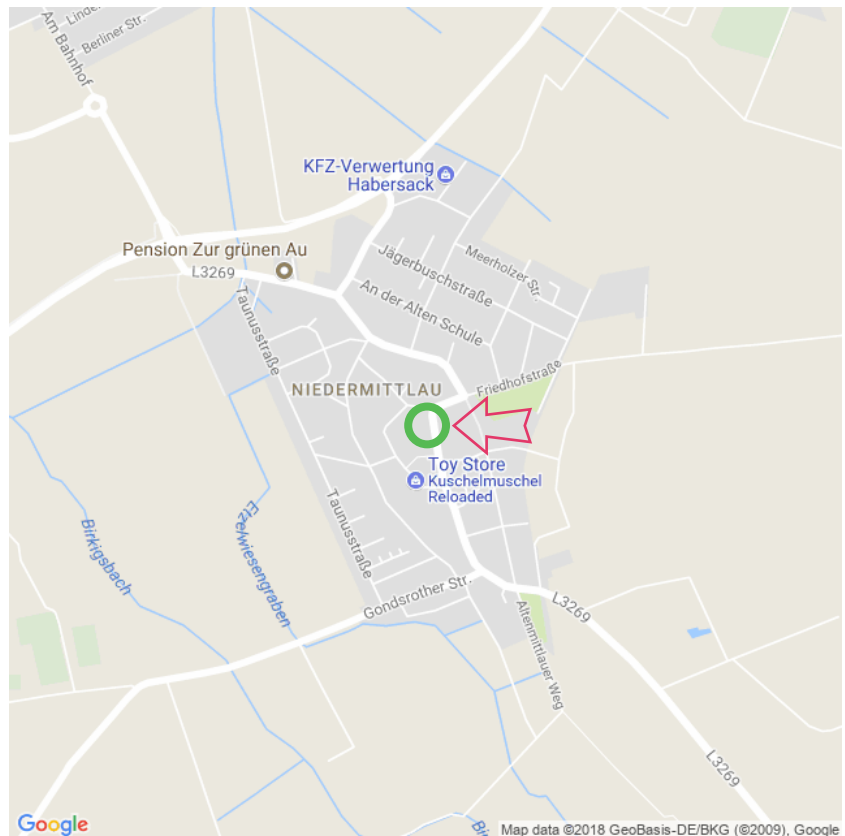 Linden
Berliner Str.
Am Bahnhof
KFZ-Verwertung
Habersack
Pension Zur grünen Au
L3269
Meerholzer Str.
Jägerbuschstraße
An der Alten Schule
Taunusstraße
NIEDERMITTLAU
Friedhofstraße
Toy Store
Kuschelmuschel
Reloaded
Taunusstraße
Birkigsbach
Etzelwiesengraben
Gondsrother Str.
L3269
Altenmittlauer Weg
L3269
Google
Map data ©2018 GeoBasis-DE/BKG (©2009), Google